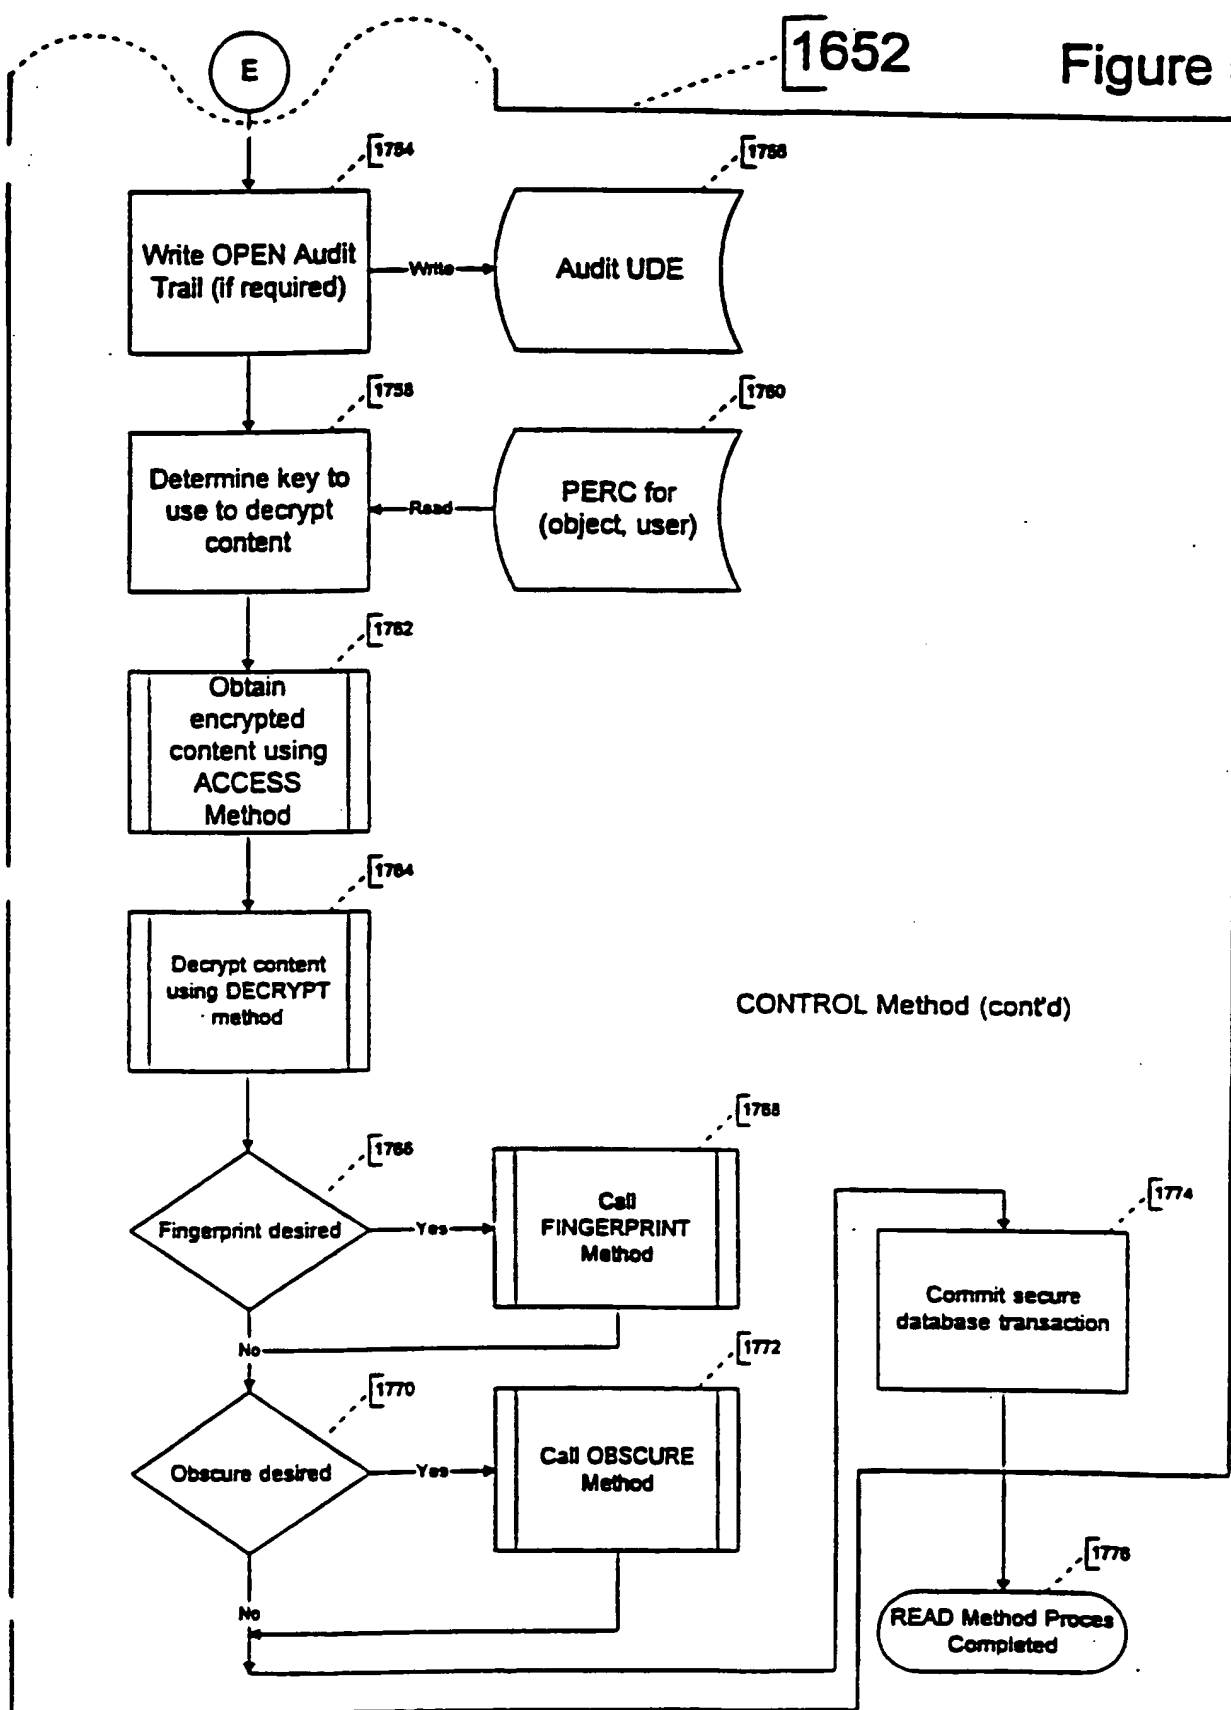 E
1652
Figure
1754
Write OPEN Audit
Trail (if required)
Write
1756
Audit UDE
1758
Determine key to
use to decrypt
content
Read
1760
PERC for
(object, user)
1762
Obtain
encrypted
content using
ACCESS
Method
1764
Decrypt content
using DECRYPT
method
CONTROL Method (cont'd)
1766
Fingerprint desired
Yes
1768
Call
FINGERPRINT
Method
No
1770
Obscure desired
Yes
1772
Call OBSCURE
Method
No
1774
Commit secure
database transaction
1776
READ Method Proces
Completed